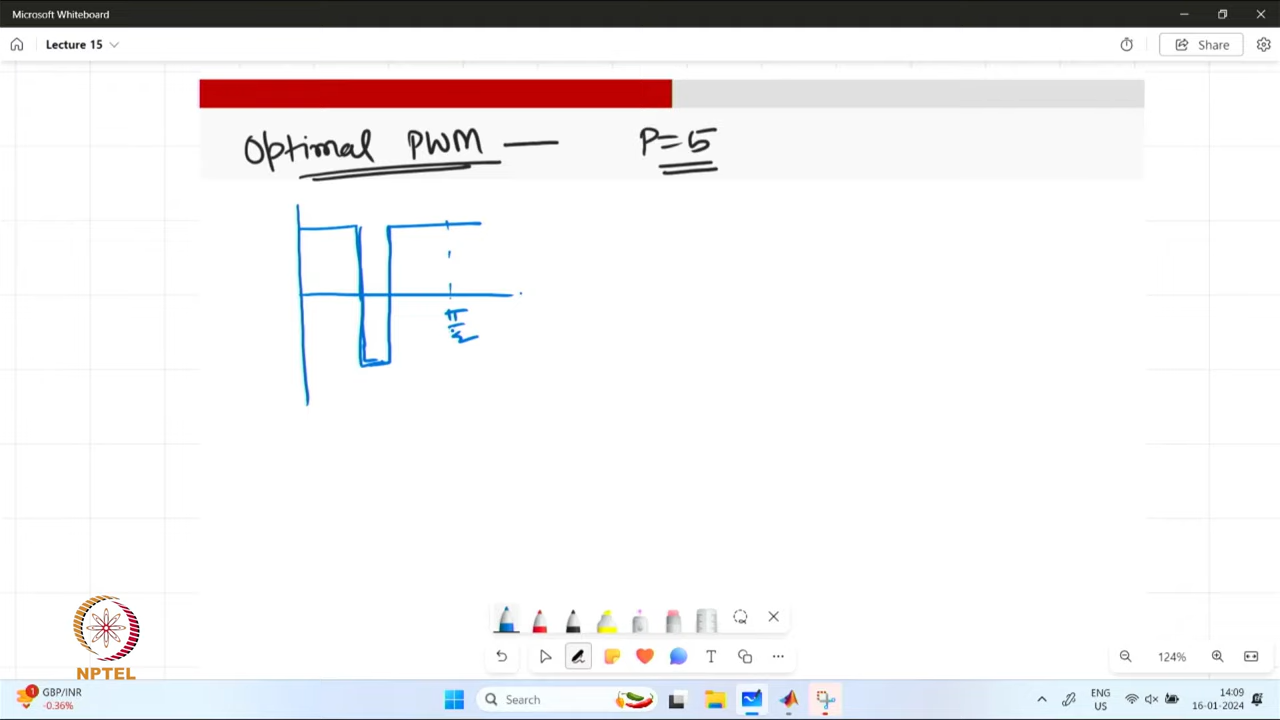 Microsoft Whiteboard
Lecture 15
Share
Optimal PWM — P=5
π/2
124%
NPTEL
1
GBP/INR
-0.36%
Search
ENG
US
14:09
16-01-2024